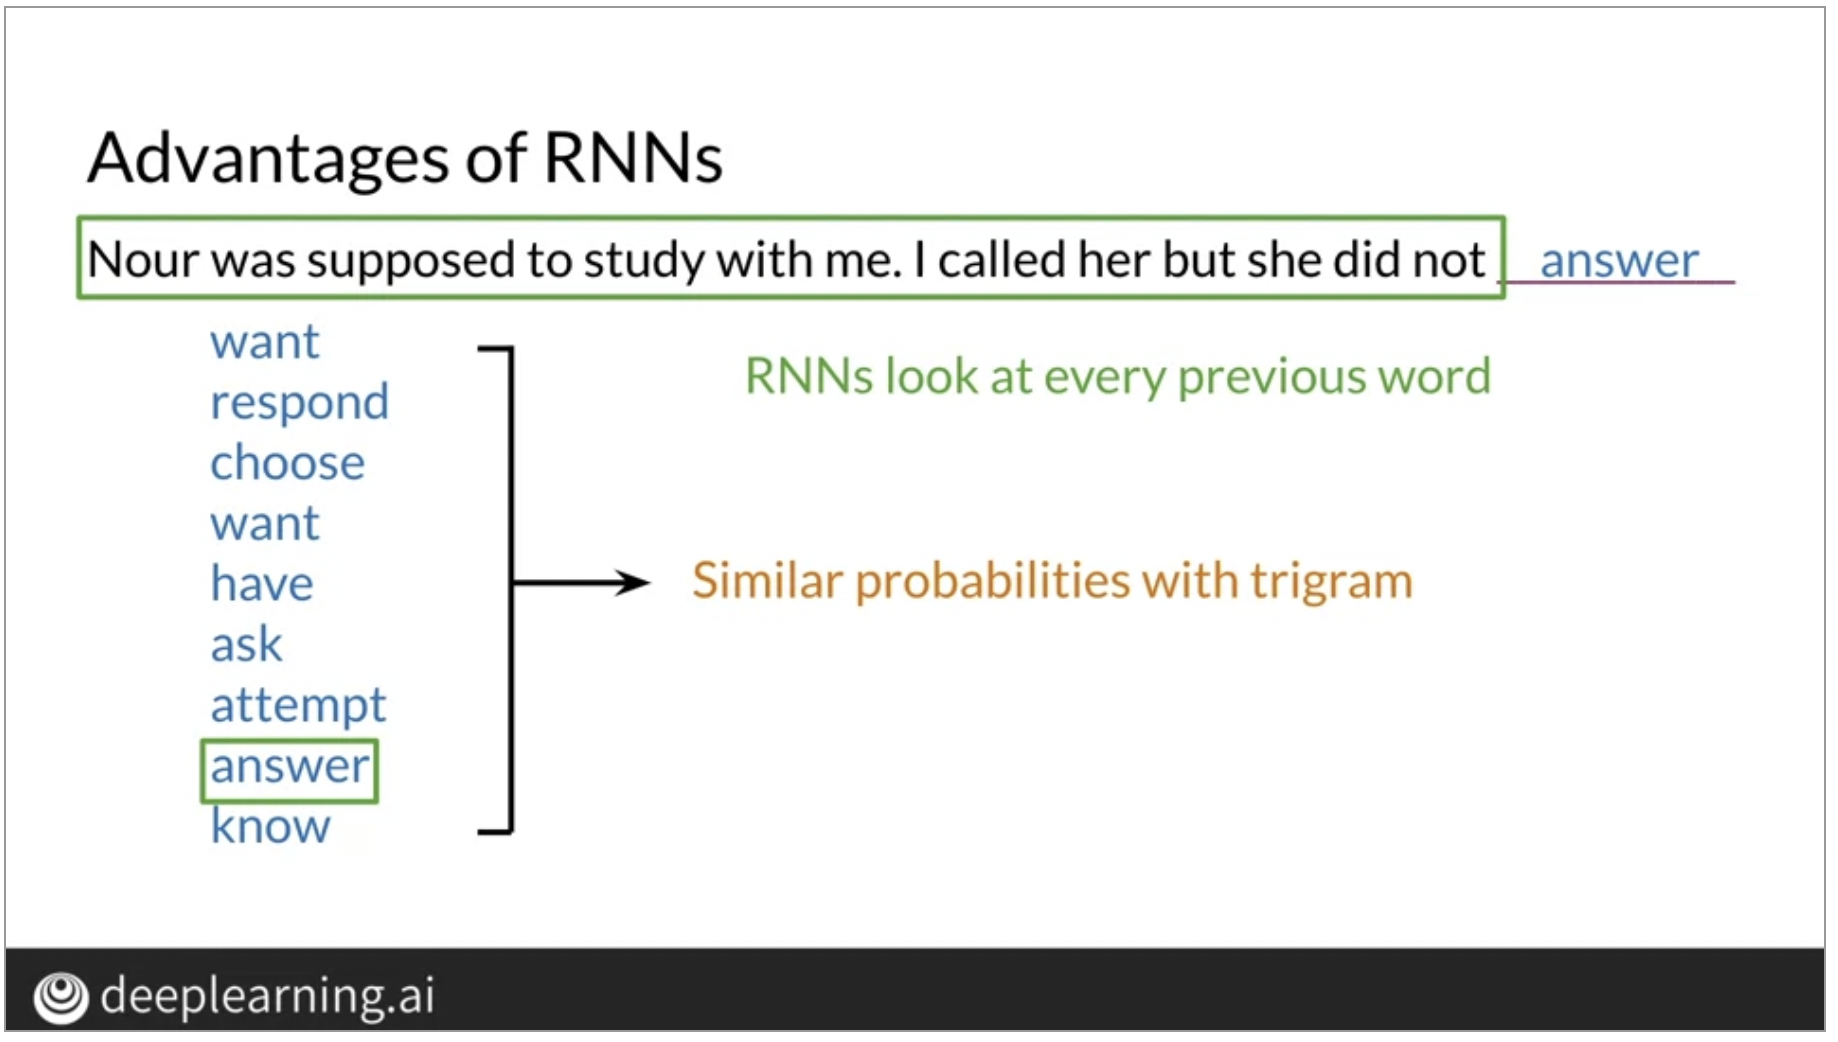 Advantages of RNNs
Nour was supposed to study with me. I called her but she did not answer
want
respond
choose
want
have
ask
attempt
answer
know
RNNs look at every previous word
Similar probabilities with trigram
deeplearning.ai